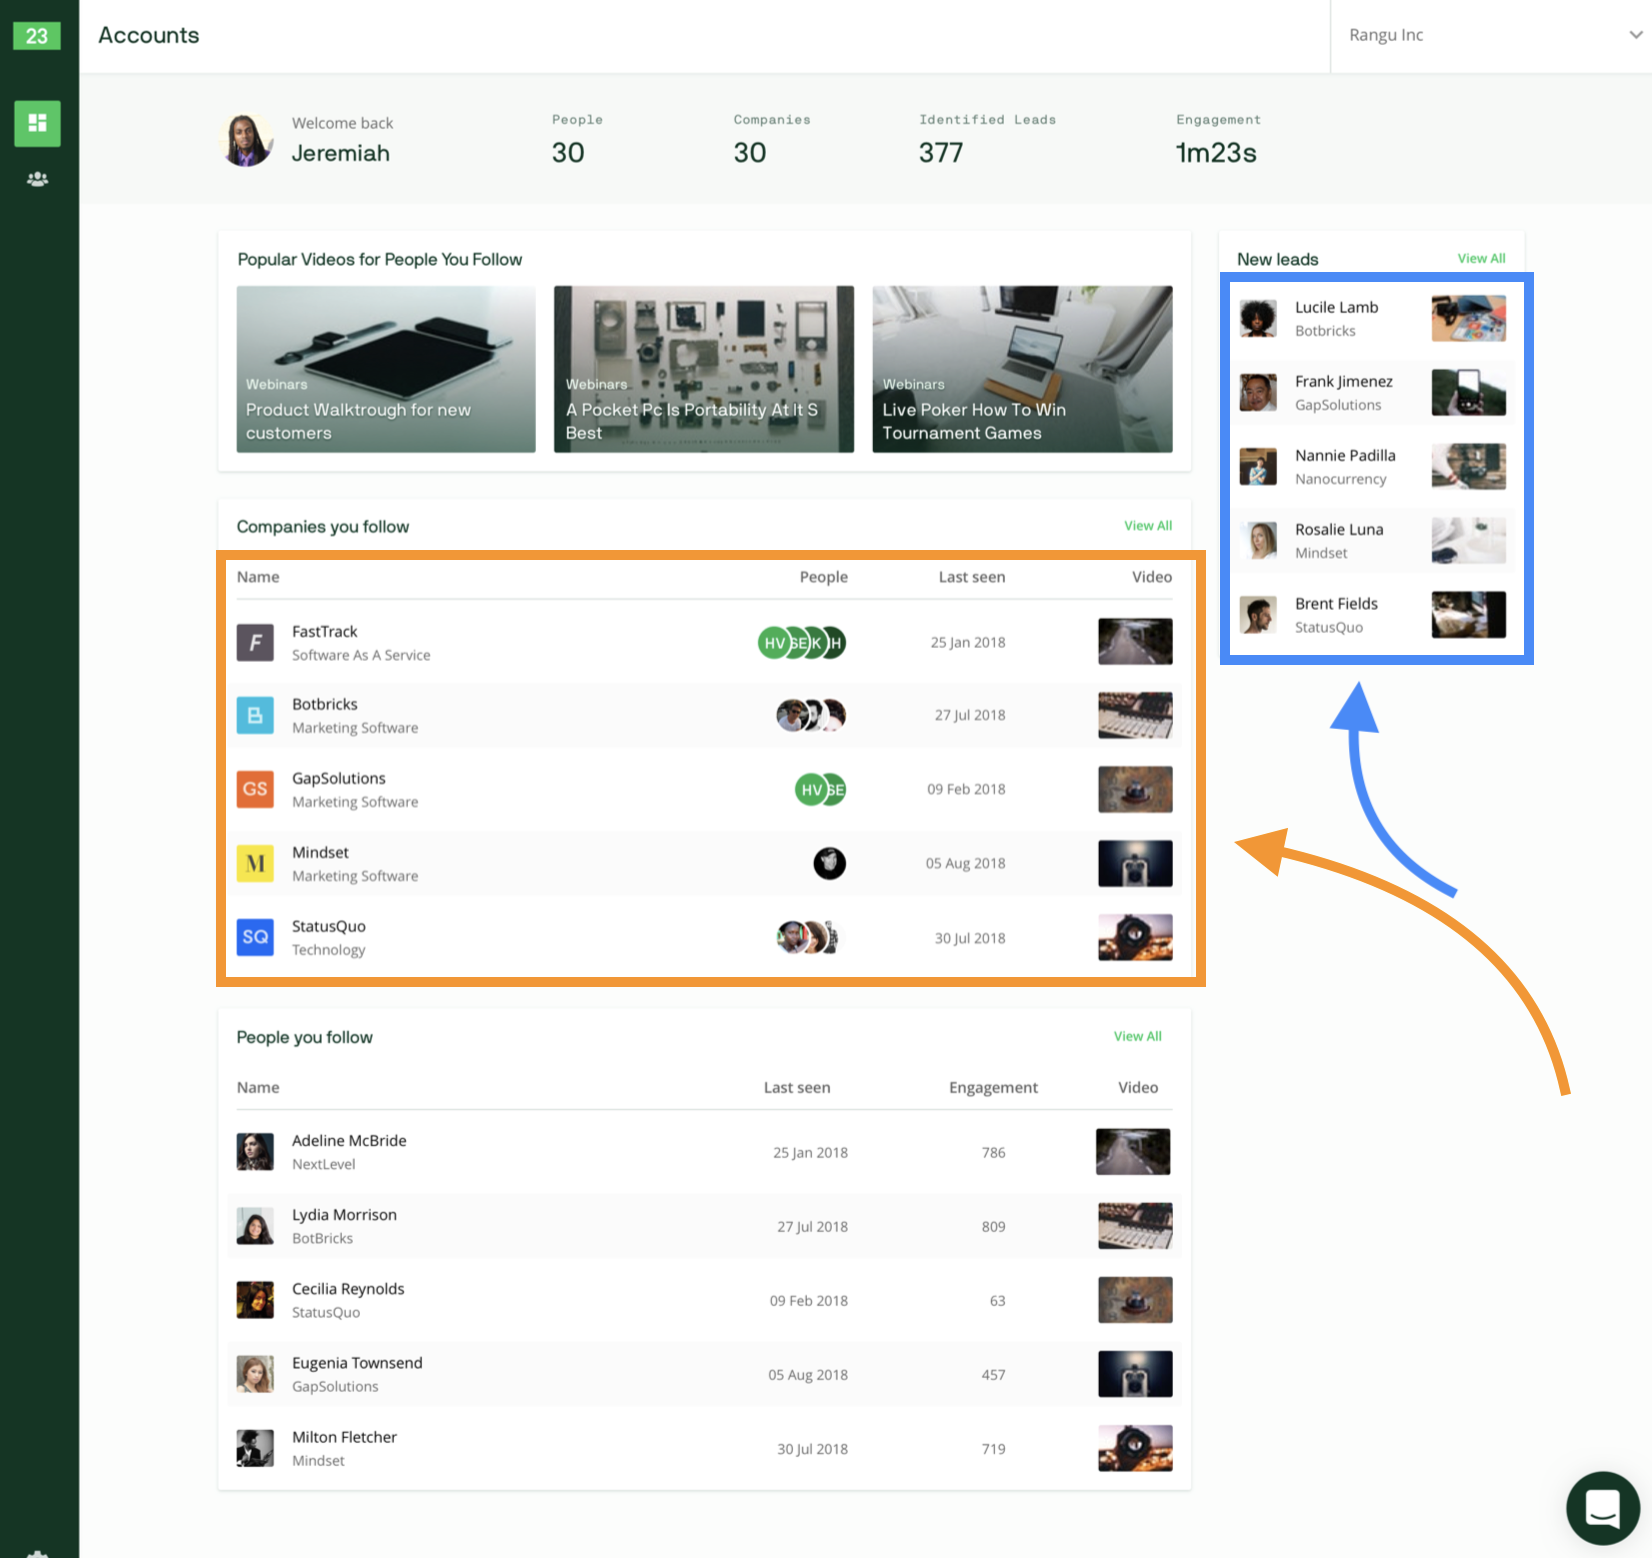 23
Accounts
Rangu Inc
Welcome back
Jeremiah
People
30
Companies
30
Identified Leads
377
Engagement
1m23s
Popular Videos for People You Follow
Webinars
Product Walktrough for new
customers
Webinars
A Pocket Pc Is Portability At It S
Best
Webinars
Live Poker How To Win
Tournament Games
New leads
View All
Lucile Lamb
Botbricks
Frank Jimenez
GapSolutions
Nannie Padilla
Nanocurrency
Rosalie Luna
Mindset
Brent Fields
StatusQuo
Companies you follow
View All
Name People Last seen Video
F
FastTrack
Software As A Service
HV SE K H
25 Jan 2018
B
Botbricks
Marketing Software
27 Jul 2018
GS
GapSolutions
Marketing Software
HV SE
09 Feb 2018
M
Mindset
Marketing Software
05 Aug 2018
SQ
StatusQuo
Technology
30 Jul 2018
People you follow
View All
Name Last seen Engagement Video
Adeline McBride
NextLevel
25 Jan 2018 786
Lydia Morrison
BotBricks
27 Jul 2018 809
Cecilia Reynolds
StatusQuo
09 Feb 2018 63
Eugenia Townsend
GapSolutions
05 Aug 2018 457
Milton Fletcher
Mindset
30 Jul 2018 719